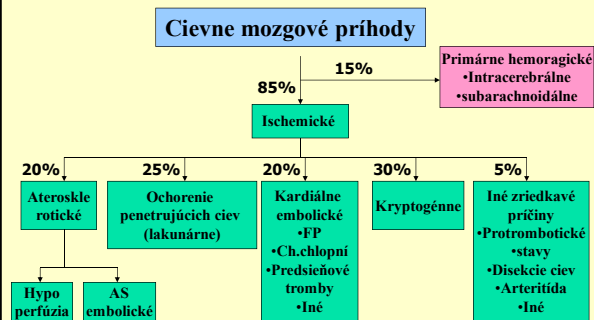 Cievne mozgové príhody
15%
Primárne hemoragické
•Intracerebrálne
•subarachnoidálne
85%
Ischemické
20%
25%
20%
30%
5%
Ateroskle
rotické
Ochorenie
penetrujúcich ciev
(lakunárne)
Kardiálne
embolické
•FP
•Ch.chlopní
•Predsieňové
tromby
•Iné
Kryptogénne
Iné zriedkavé
príčiny
•Protrombotické
•stavy
•Disekcie ciev
•Arteritída
•Iné
Hypo
perfúzia
AS
embolické